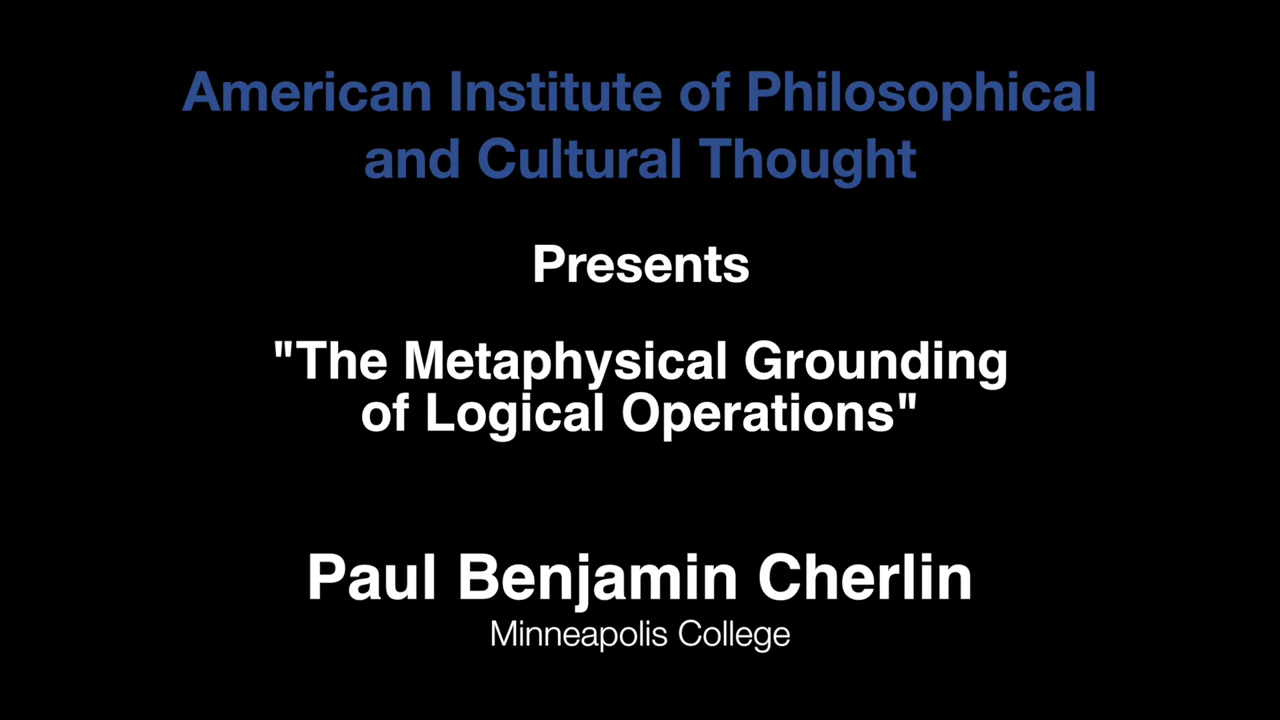 American Institute of Philosophical
and Cultural Thought
Presents
"The Metaphysical Grounding
of Logical Operations"
Paul Benjamin Cherlin
Minneapolis College